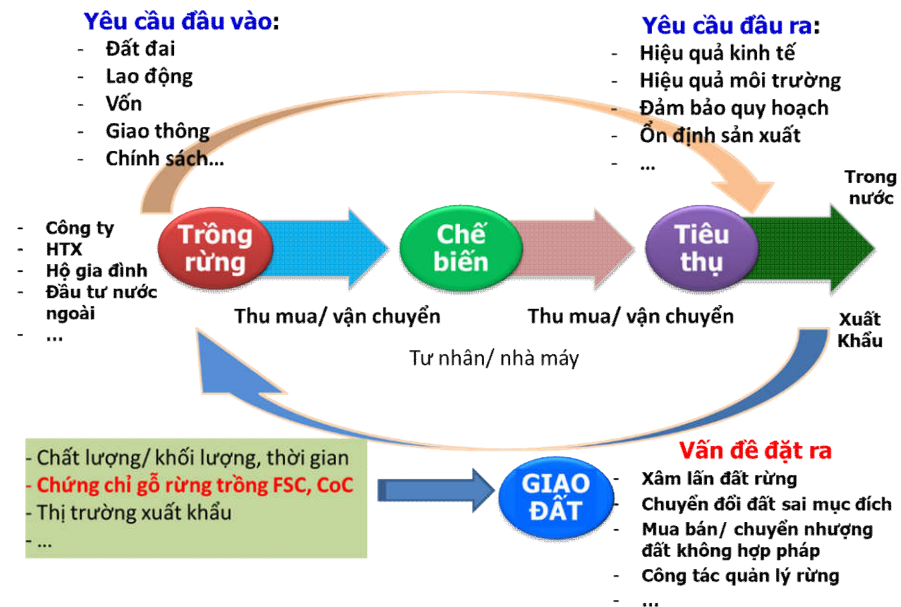 Yêu cầu đầu vào:
- Đất đai
- Lao động
- Vốn
- Giao thông
- Chính sách...
Yêu cầu đầu ra:
- Hiệu quả kinh tế
- Hiệu quả môi trường
- Đảm bảo quy hoạch
- Ổn định sản xuất
- ...
- Công ty
- HTX
- Hộ gia đình
- Đầu tư nước
ngoài
- ...
Trồng
rừng
Chế
biến
Tiêu
thụ
Trong
nước
Thu mua/ vận chuyển
Thu mua/ vận chuyển
Xuất
Khẩu
Tư nhân/ nhà máy
- Chất lượng/ khối lượng, thời gian
- Chứng chỉ gỗ rừng trồng FSC, CoC
- Thị trường xuất khẩu
- ...
GIAO
ĐẤT
Vấn đề đặt ra
- Xâm lấn đất rừng
- Chuyển đổi đất sai mục đích
- Mua bán/ chuyển nhượng
đất không hợp pháp
- Công tác quản lý rừng
- ...